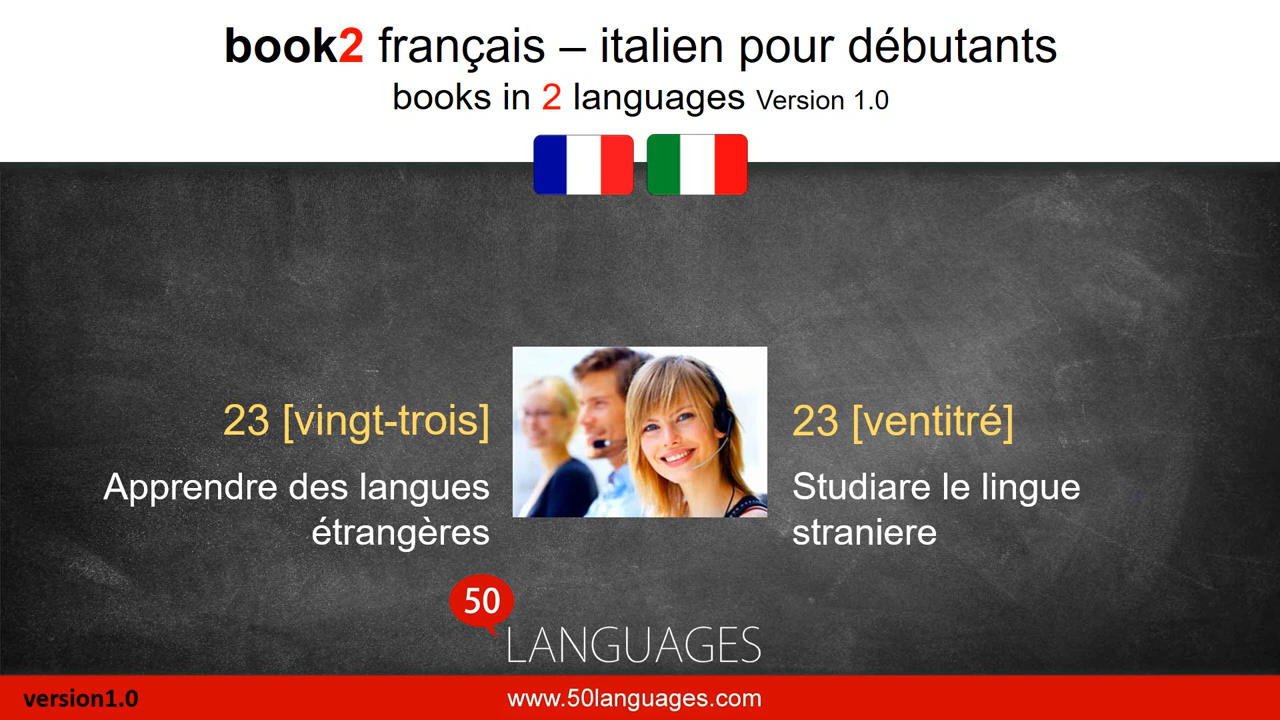 book2 français – italien pour débutants
books in 2 languages Version 1.0
23 [vingt-trois]
Apprendre des langues
étrangères
23 [ventitré]
Studiare le lingue
straniere
50
LANGUAGES
version1.0
www.50languages.com